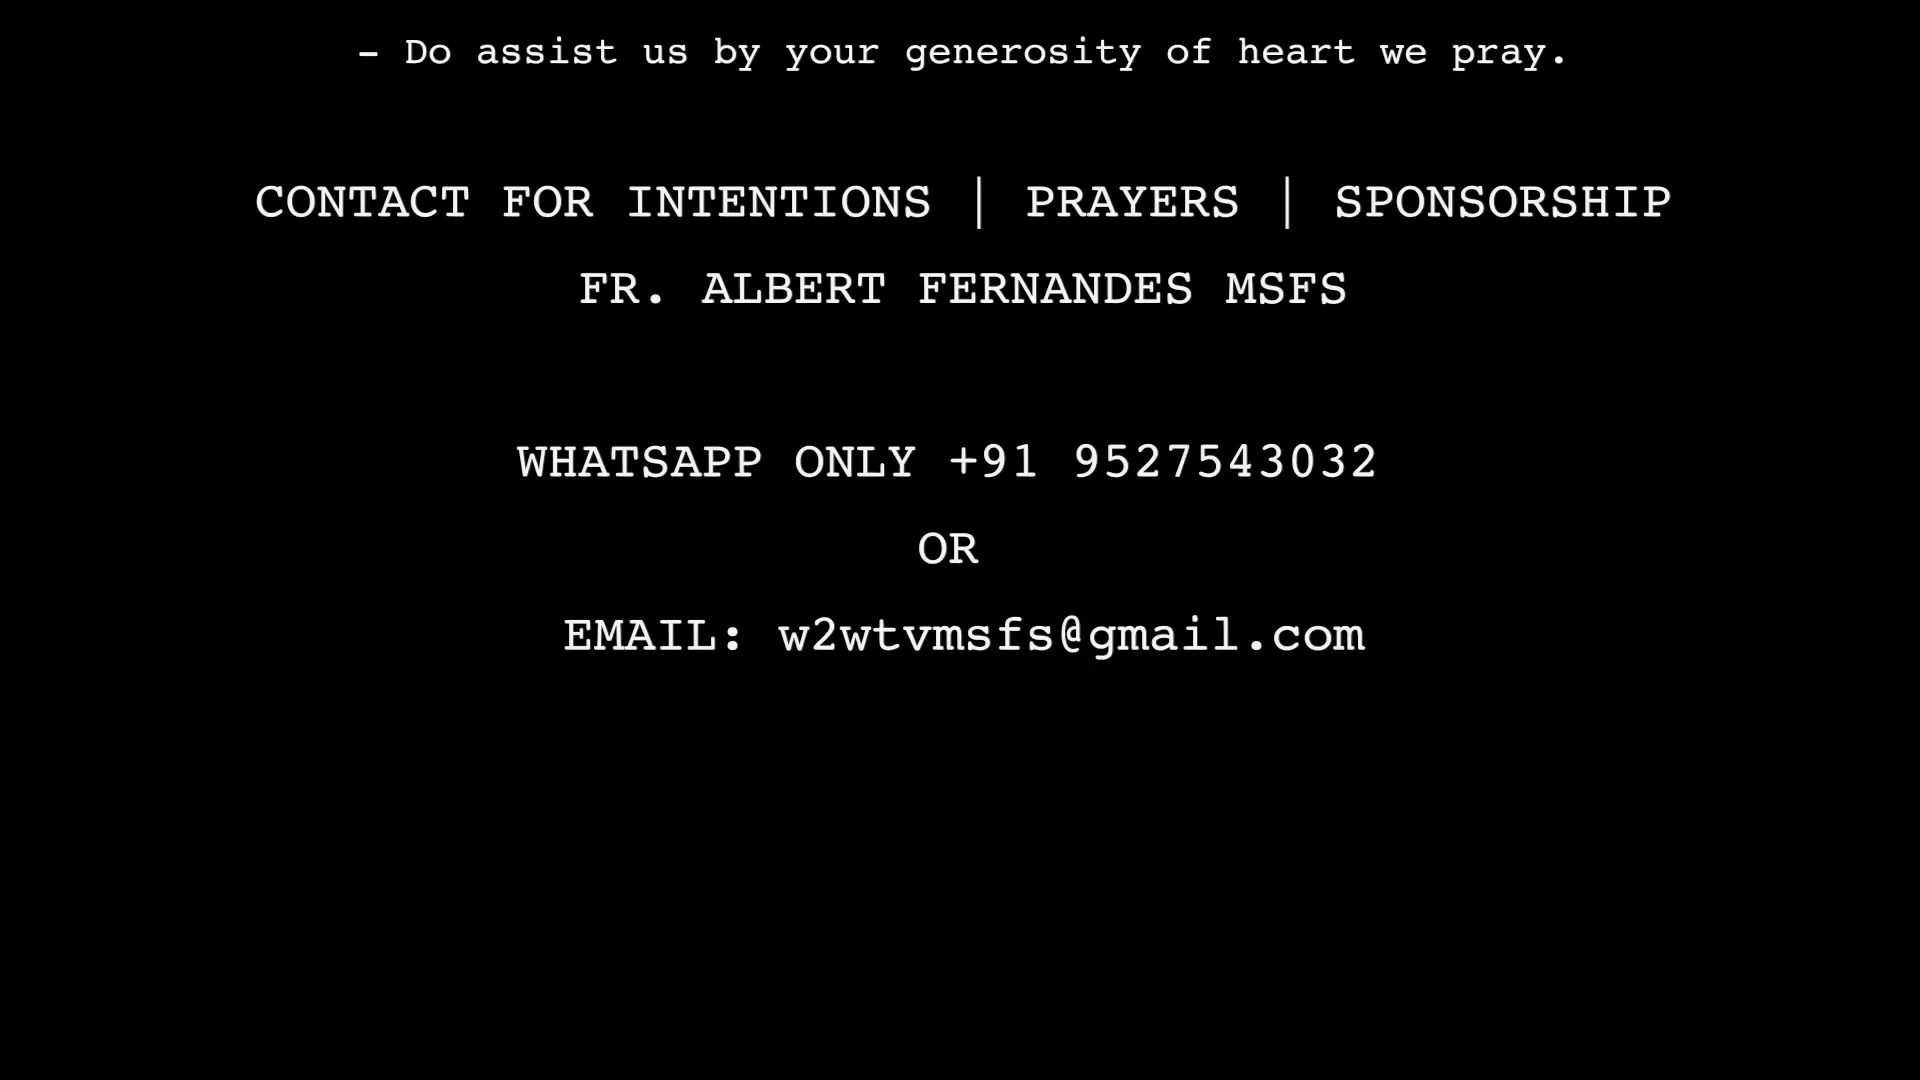 - Do assist us by your generosity of heart we pray.
CONTACT FOR INTENTIONS | PRAYERS | SPONSORSHIP
FR. ALBERT FERNANDES MSFS
WHATSAPP ONLY +91 9527543032
OR
EMAIL: w2wtvmsfs@gmail.com